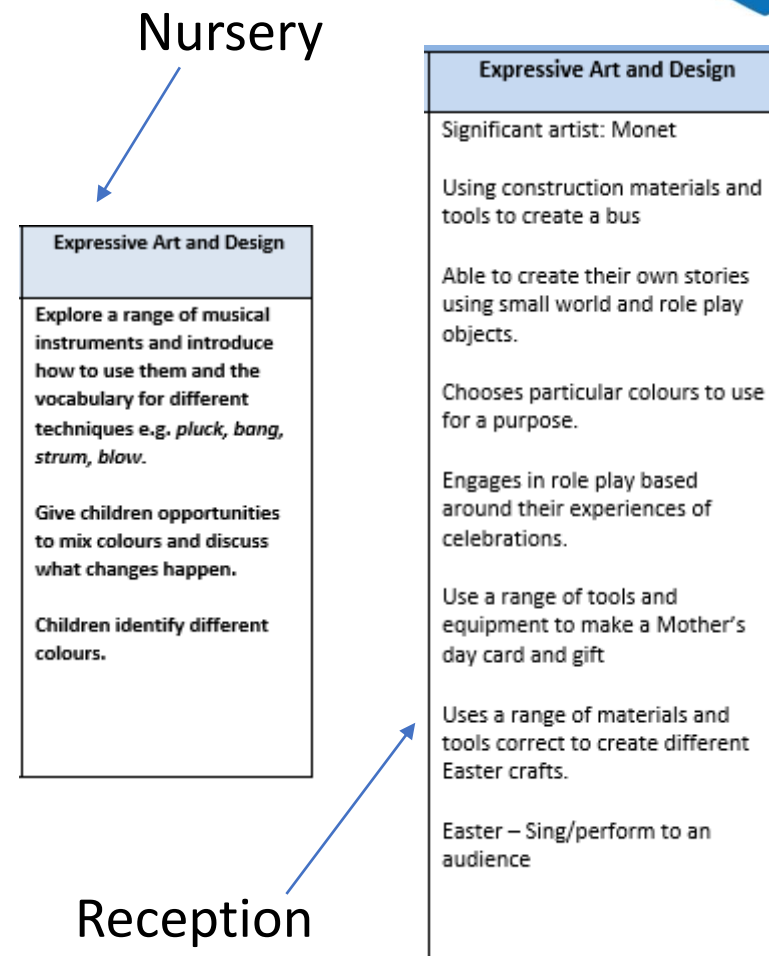 Nursery
Expressive Art and Design
Explore a range of musical
instruments and introduce
how to use them and the
vocabulary for different
techniques e.g. pluck, bang,
strum, blow.
Give children opportunities
to mix colours and discuss
what changes happen.
Children identify different
colours.
Reception
Expressive Art and Design
Significant artist: Monet
Using construction materials and
tools to create a bus
Able to create their own stories
using small world and role play
objects.
Chooses particular colours to use
for a purpose.
Engages in role play based
around their experiences of
celebrations.
Use a range of tools and
equipment to make a Mother's
day card and gift
Uses a range of materials and
tools correct to create different
Easter crafts.
Easter – Sing/perform to an
audience